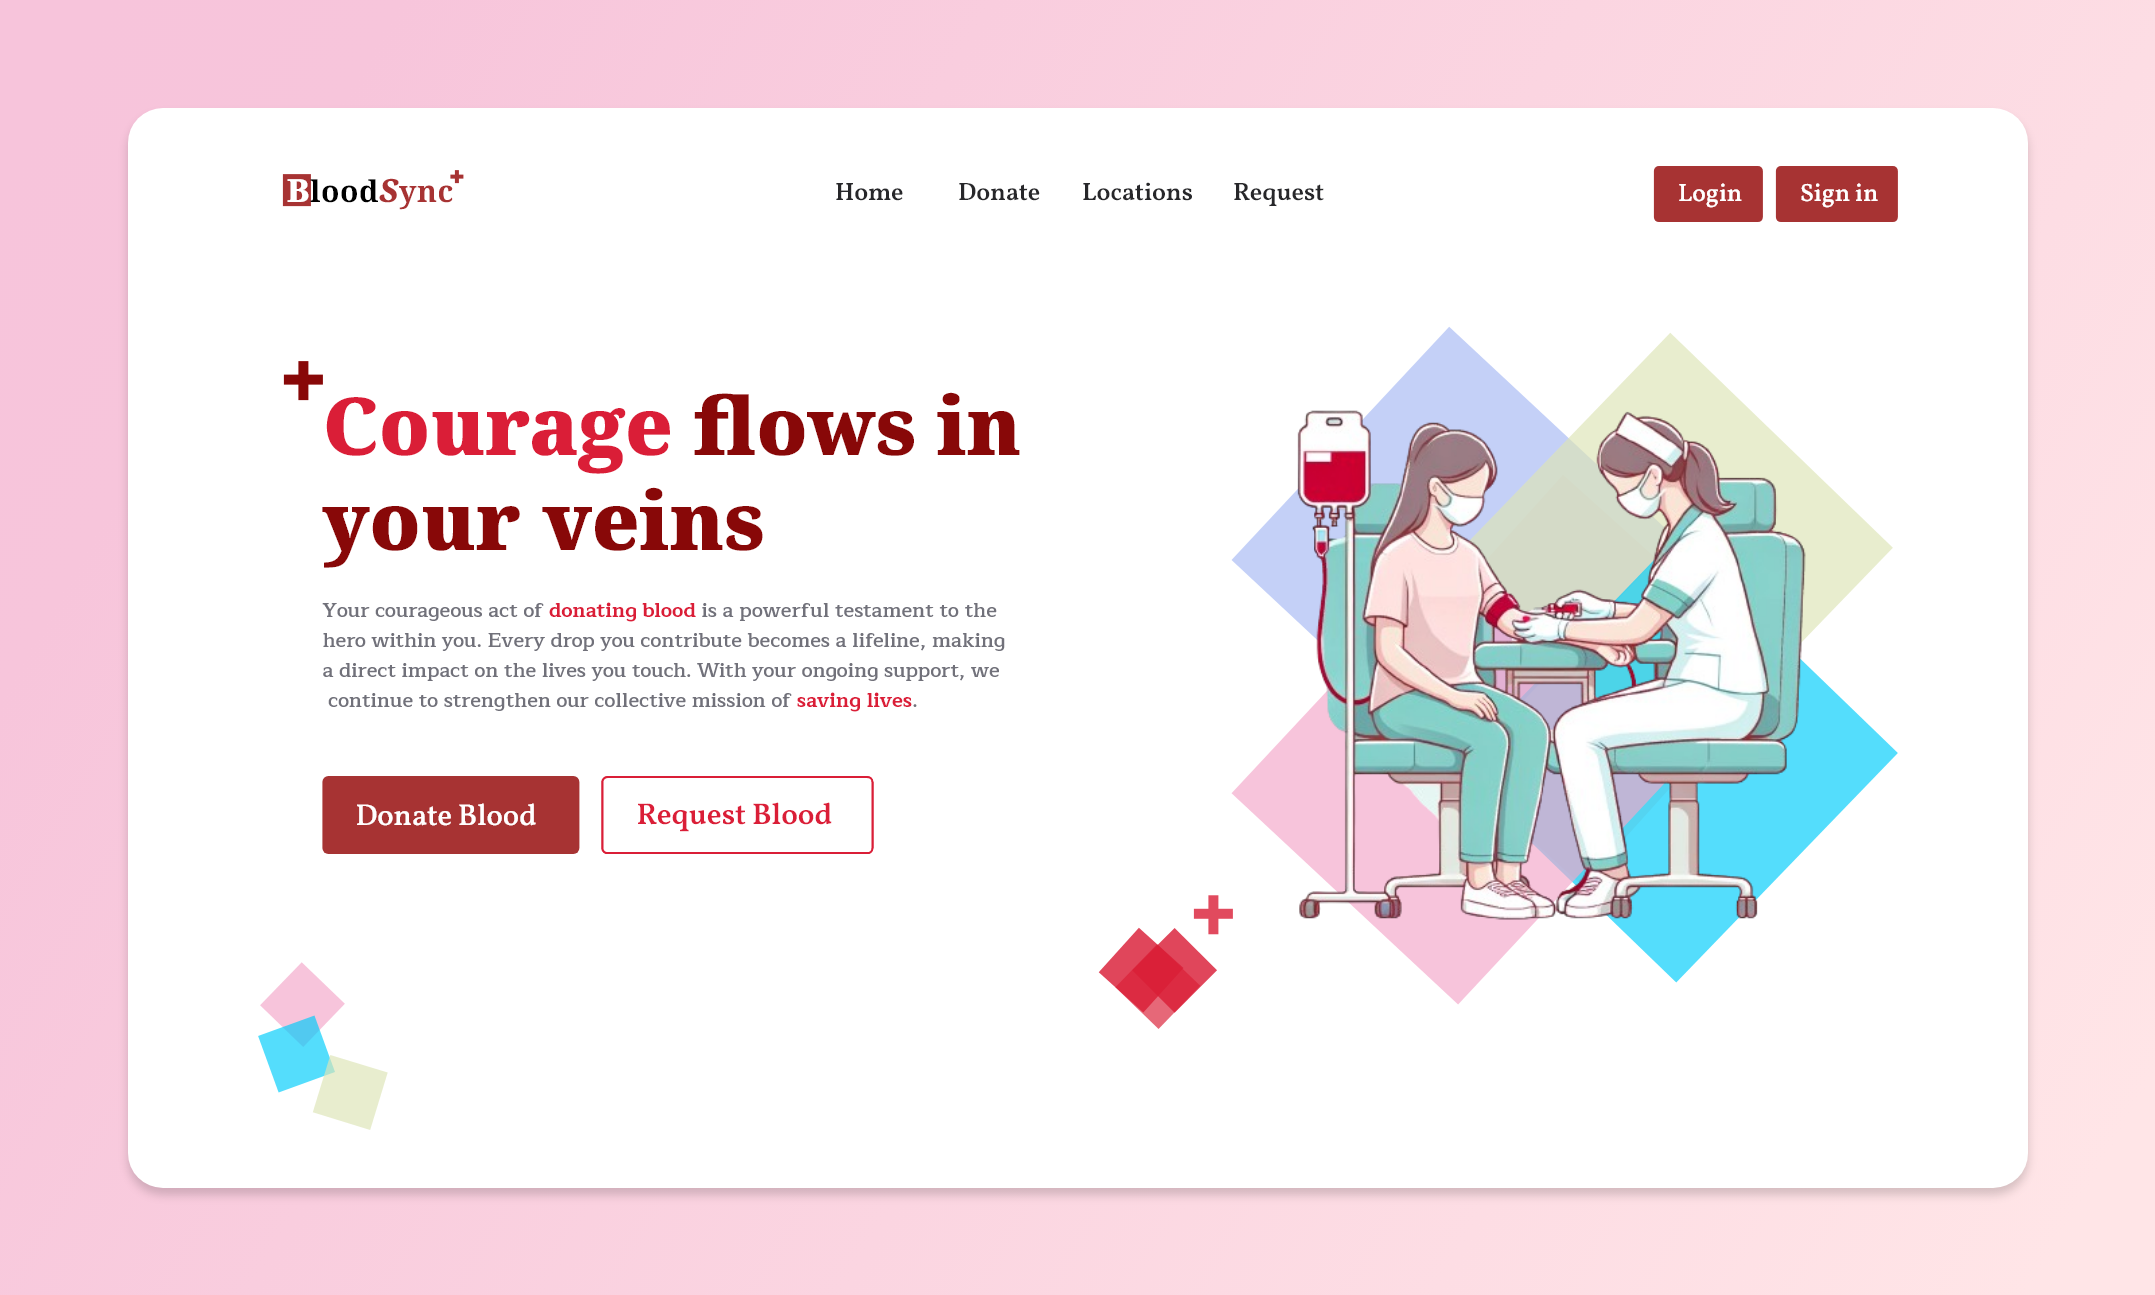 BloodSync+
Home Donate Locations Request
Login Sign in
Courage flows in
your veins
Your courageous act of donating blood is a powerful testament to the
hero within you. Every drop you contribute becomes a lifeline, making
a direct impact on the lives you touch. With your ongoing support, we
continue to strengthen our collective mission of saving lives.
Donate Blood Request Blood